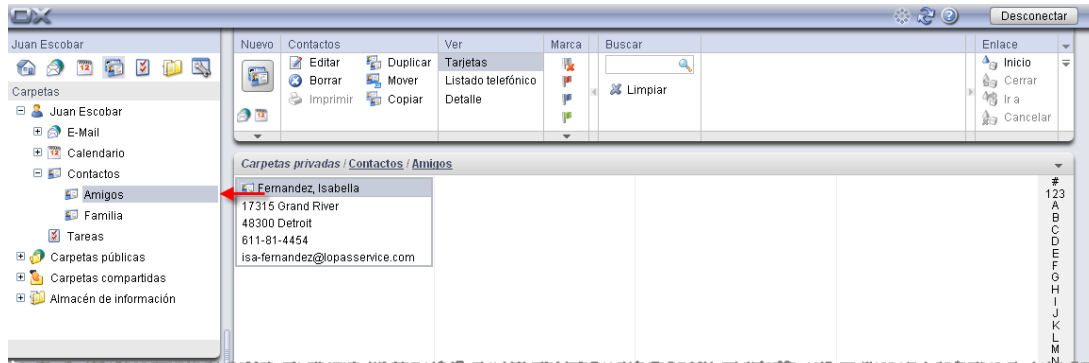 OX
Desconectar
Juan Escobar
Carpetas
Juan Escobar
E-Mail
Calendario
Contactos
Amigos
Familia
Tareas
Carpetas públicas
Carpetas compartidas
Almacén de información
Nuevo
Contactos
Editar
Duplicar
Borrar
Mover
Imprimir
Copiar
Ver
Tarjetas
Listado telefónico
Detalle
Marca
Buscar
Limpiar
Enlace
Inicio
Cerrar
Ir a
Cancelar
Carpetas privadas / Contactos / Amigos
Fernandez, Isabella
17315 Grand River
48300 Detroit
611-81-4454
isa-fernandez@lopasservice.com
#
123
A
B
C
D
E
F
G
H
I
J
K
L
M
N